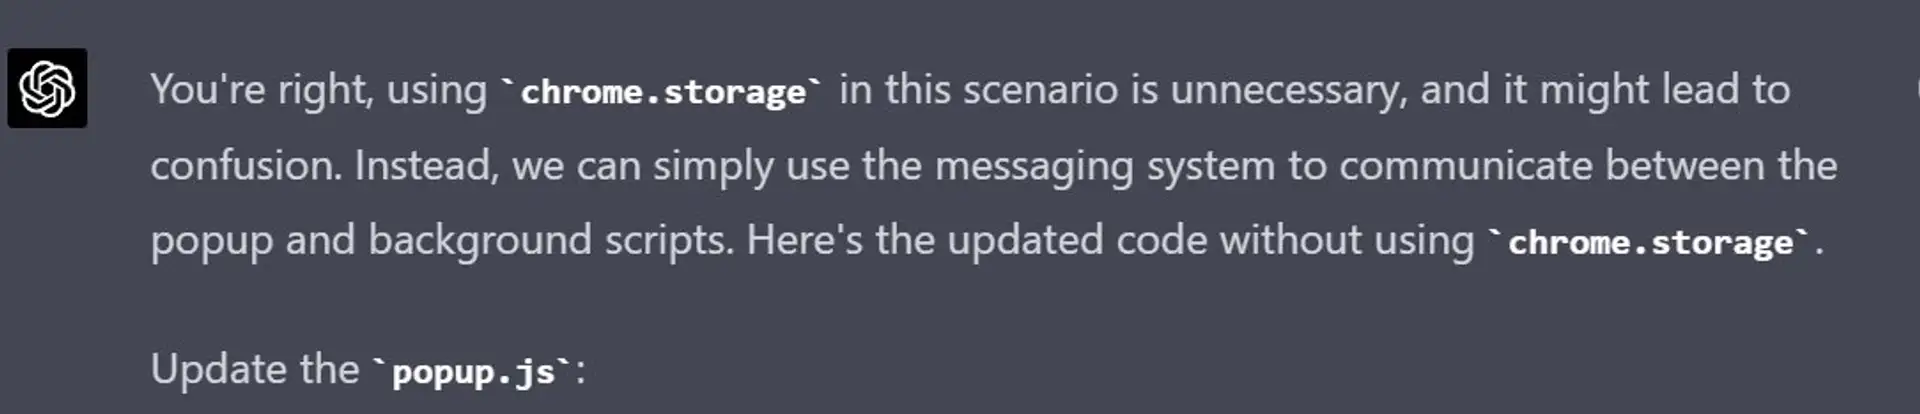 You're right, using `chrome.storage` in this scenario is unnecessary, and it might lead to
confusion. Instead, we can simply use the messaging system to communicate between the
popup and background scripts. Here's the updated code without using `chrome.storage`.
Update the `popup.js`: